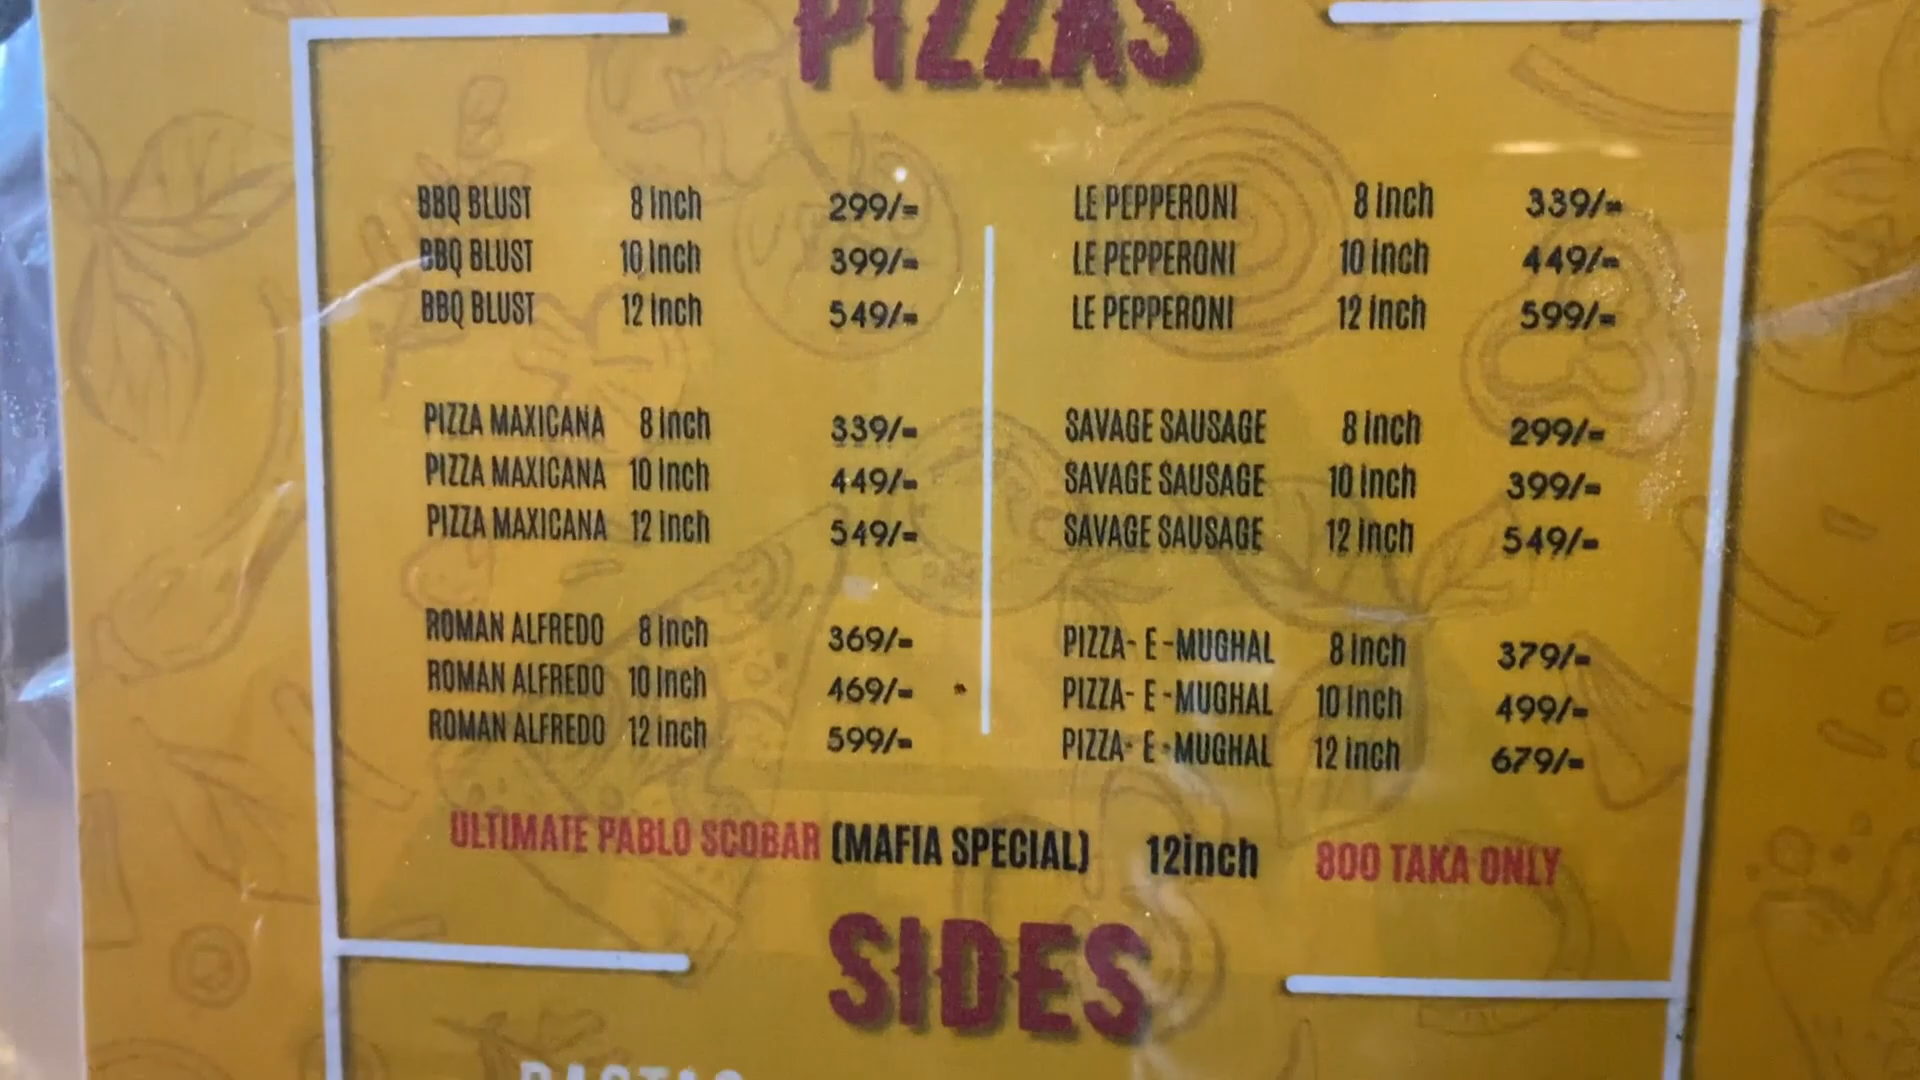 PIZZAS
BBQ BLUST 8 Inch 299/=
BBQ BLUST 10 Inch 399/=
BBQ BLUST 12 Inch 549/=
PIZZA MAXICANA 8 Inch 339/=
PIZZA MAXICANA 10 Inch 449/=
PIZZA MAXICANA 12 Inch 549/=
ROMAN ALFREDO 8 Inch 369/=
ROMAN ALFREDO 10 Inch 469/=
ROMAN ALFREDO 12 Inch 599/=
LE PEPPERONI 8 Inch 339/=
LE PEPPERONI 10 Inch 449/=
LE PEPPERONI 12 Inch 599/=
SAVAGE SAUSAGE 8 Inch 299/=
SAVAGE SAUSAGE 10 Inch 399/=
SAVAGE SAUSAGE 12 Inch 549/=
PIZZA- E -MUGHAL 8 Inch 379/=
PIZZA- E -MUGHAL 10 Inch 499/=
PIZZA- E -MUGHAL 12 Inch 679/=
ULTIMATE PABLO SCOBAR (MAFIA SPECIAL) 12inch 800 TAKA ONLY
SIDES